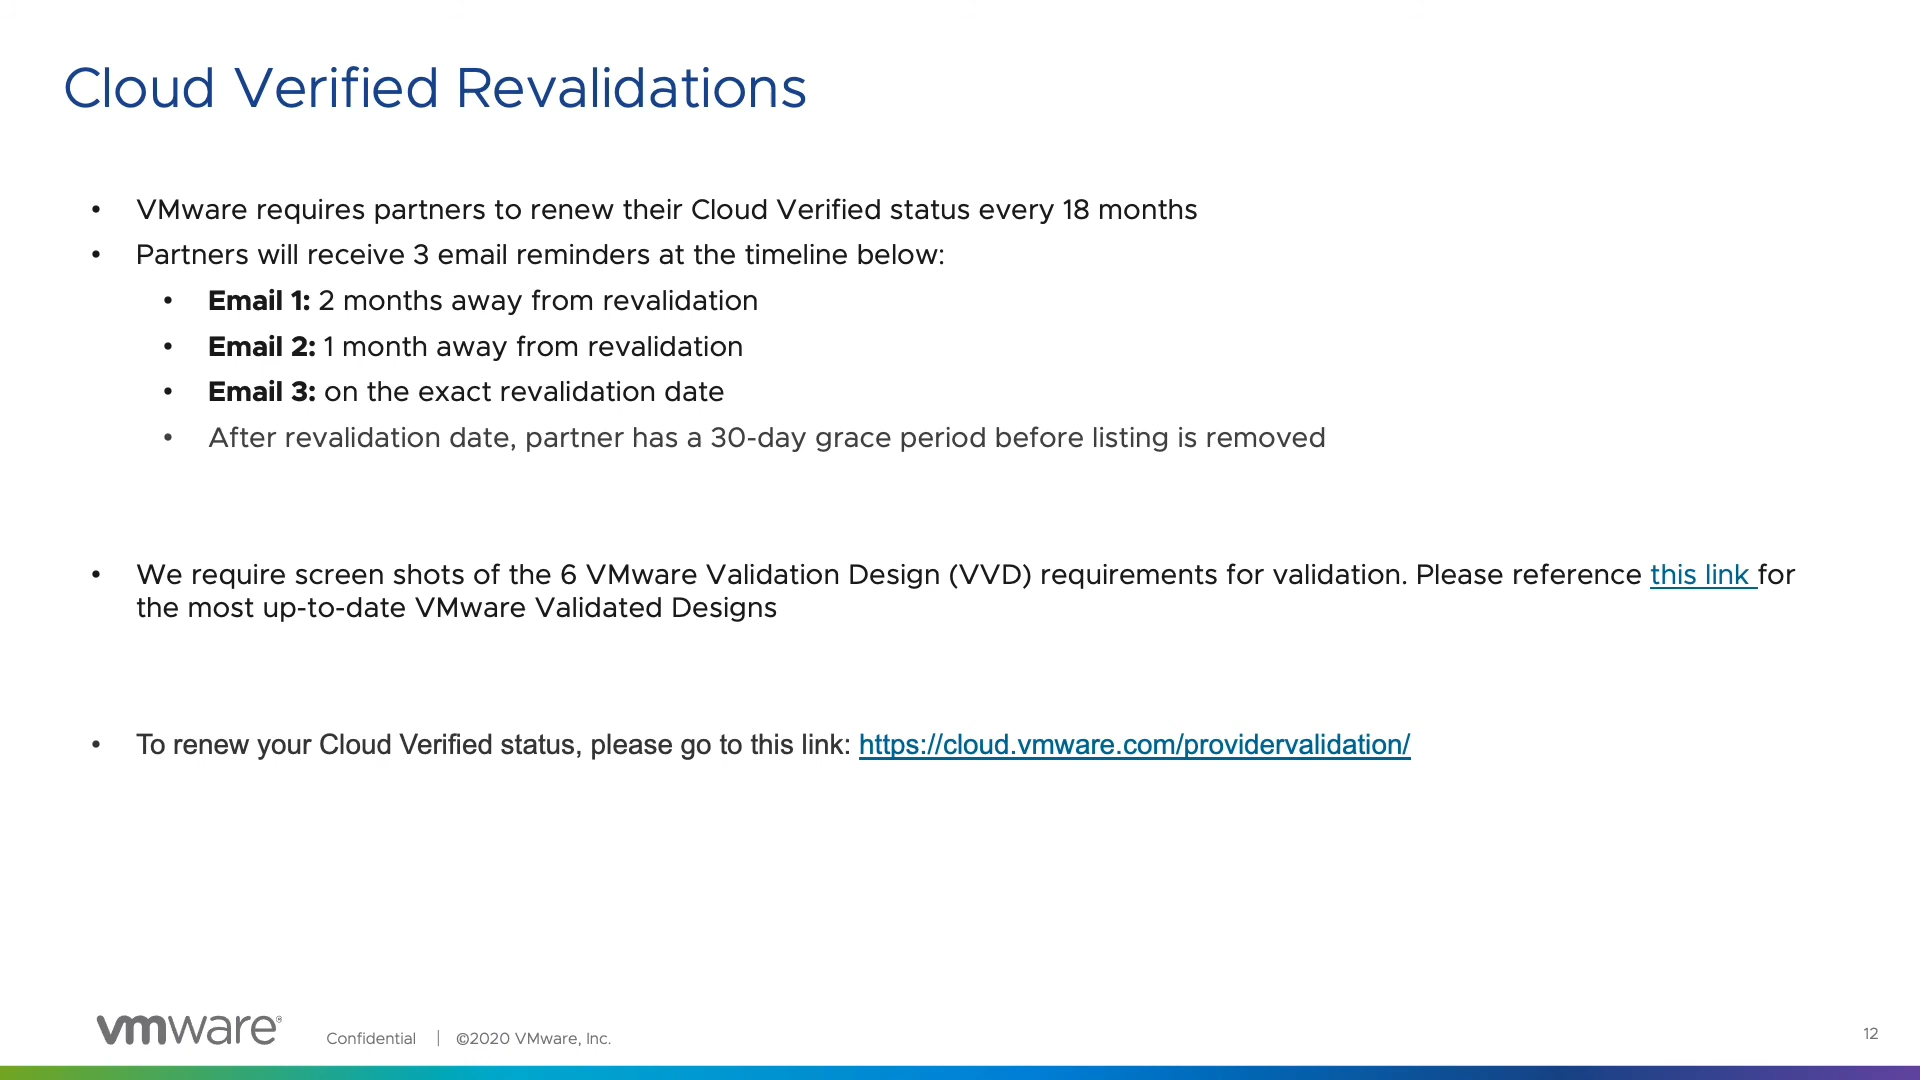 Cloud Verified Revalidations
• VMware requires partners to renew their Cloud Verified status every 18 months
• Partners will receive 3 email reminders at the timeline below:
• Email 1: 2 months away from revalidation
• Email 2: 1 month away from revalidation
• Email 3: on the exact revalidation date
• After revalidation date, partner has a 30-day grace period before listing is removed
• We require screen shots of the 6 VMware Validation Design (VVD) requirements for validation. Please reference this link for
the most up-to-date VMware Validated Designs
• To renew your Cloud Verified status, please go to this link: https://cloud.vmware.com/providervalidation/
vmware® Confidential | ©2020 VMware, Inc. 12